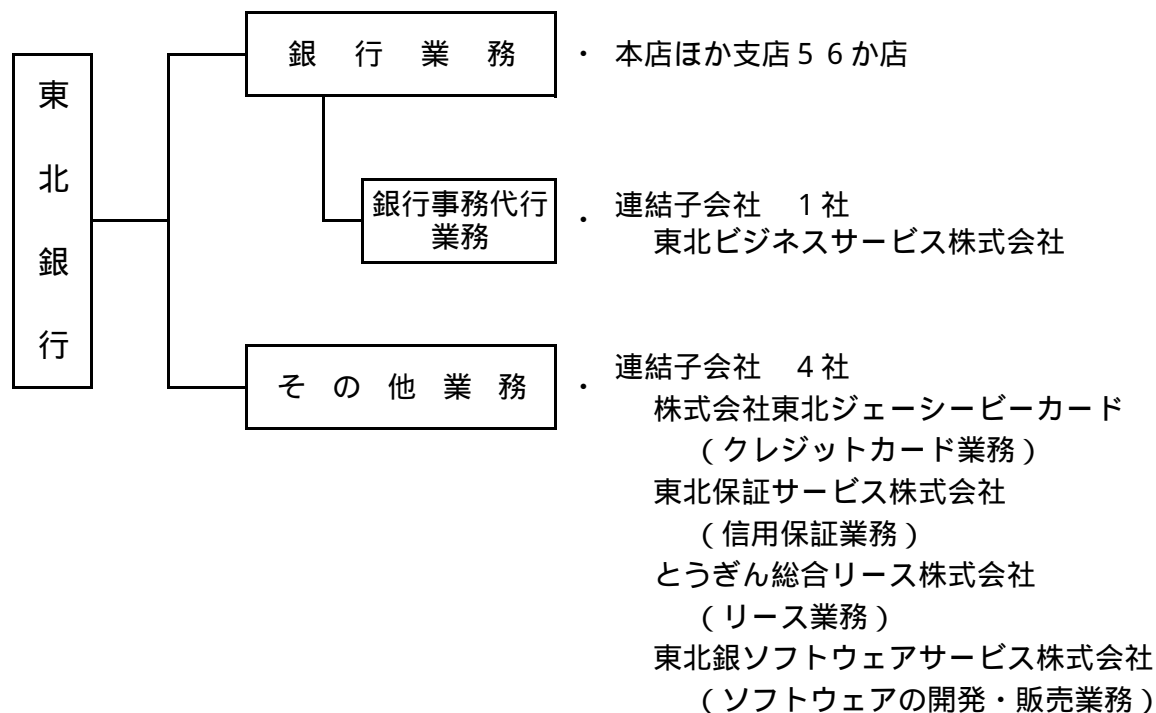 東北銀行
銀行業務 ・ 本店ほか支店56か店
銀行事務代行
業務
・ 連結子会社 1社
東北ビジネスサービス株式会社
その他業務 ・ 連結子会社 4社
株式会社東北ジェーシービーカード
(クレジットカード業務)
東北保証サービス株式会社
(信用保証業務)
とうぎん総合リース株式会社
(リース業務)
東北銀ソフトウェアサービス株式会社
(ソフトウェアの開発・販売業務)